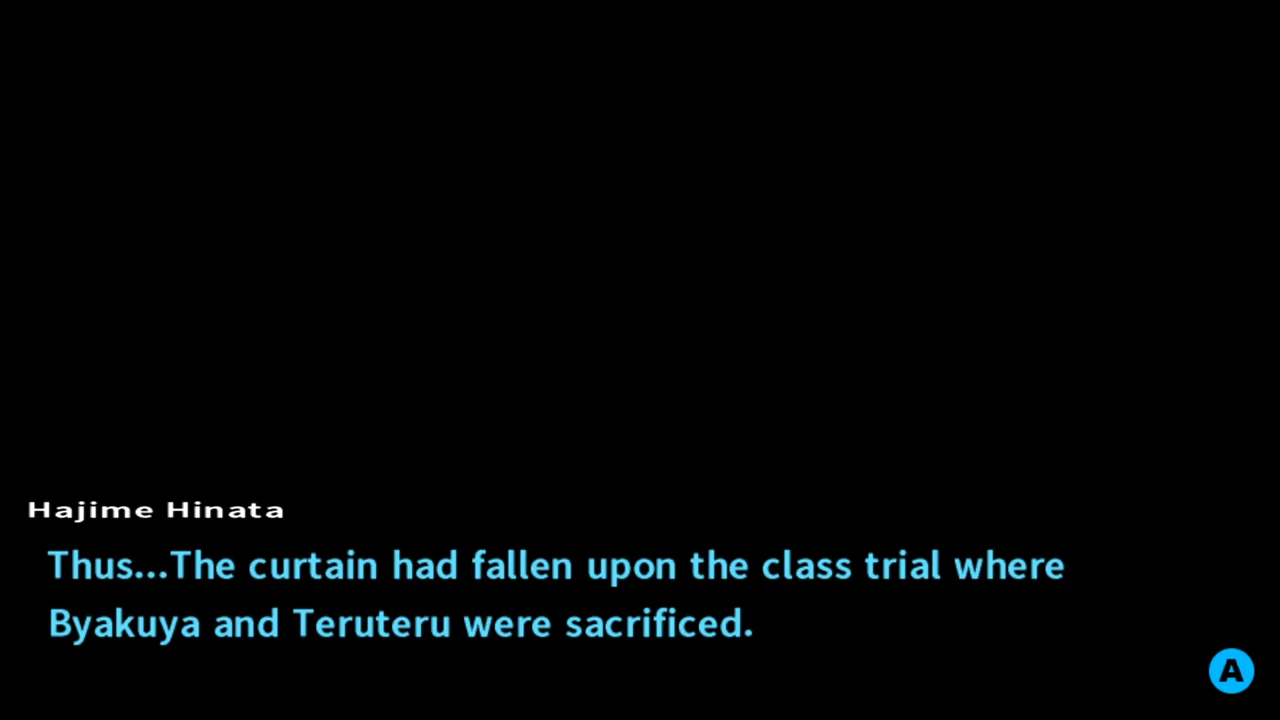 Hajime Hinata
Thus...The curtain had fallen upon the class trial where
Byakuya and Teruteru were sacrificed.
A